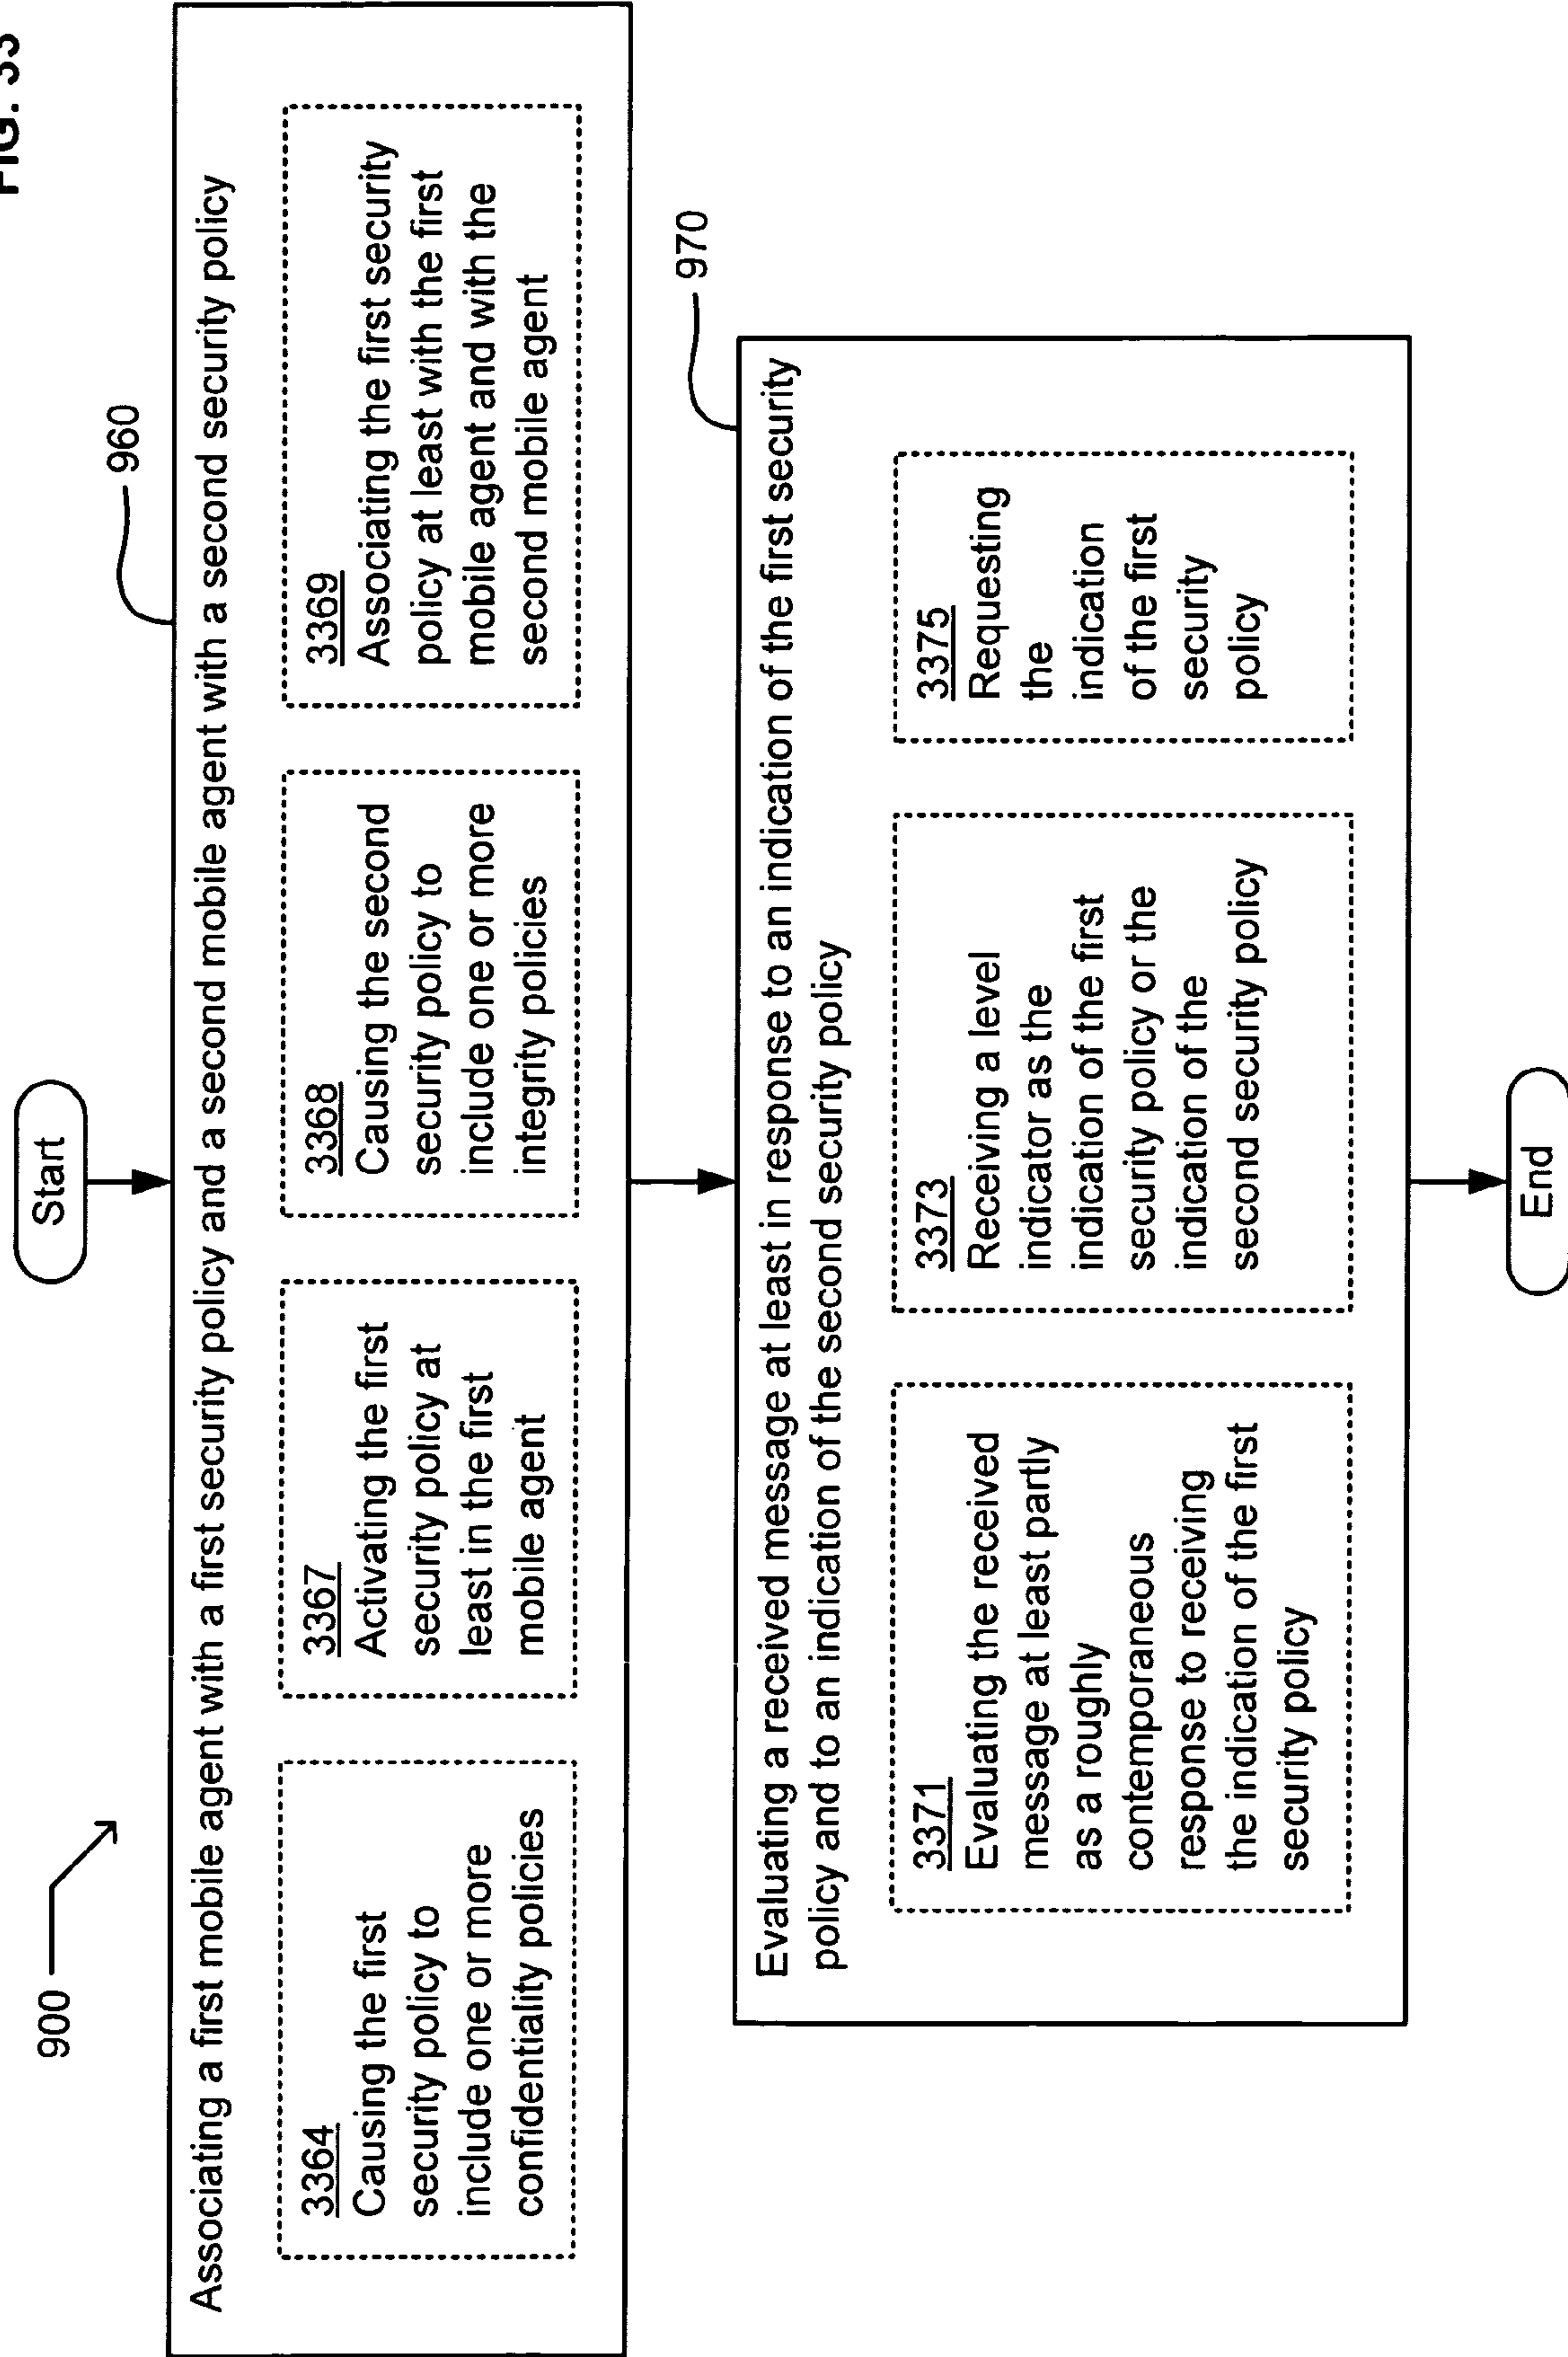 FIG. 33
900
Start
960
Associating a first mobile agent with a first security policy and a second mobile agent with a second security policy
3364
Causing the first
security policy to
include one or more
confidentiality policies
3367
Activating the first
security policy at
least in the first
mobile agent
3368
Causing the second
security policy to
include one or more
integrity policies
3369
Associating the first security
policy at least with the first
mobile agent and with the
second mobile agent
970
Evaluating a received message at least in response to an indication of the first security
policy and to an indication of the second security policy
3371
Evaluating the received
message at least partly
as a roughly
contemporaneous
response to receiving
the indication of the first
security policy
3373
Receiving a level
indicator as the
indication of the first
security policy or the
indication of the
second security policy
3375
Requesting
the
indication
of the first
security
policy
End